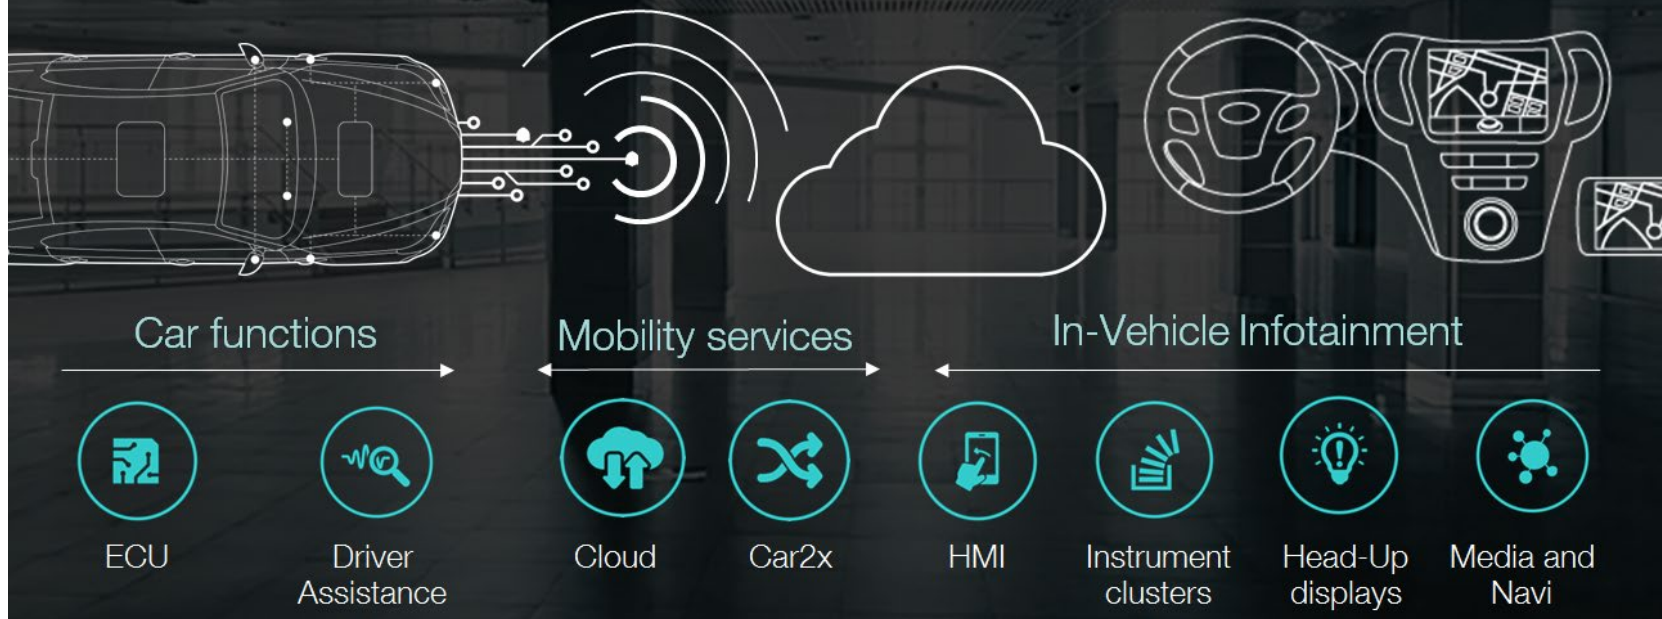 Car functions
Mobility services
In-Vehicle Infotainment
ECU
Driver
Assistance
Cloud
Car2x
HMI
Instrument
clusters
Head-Up
displays
Media and
Navi